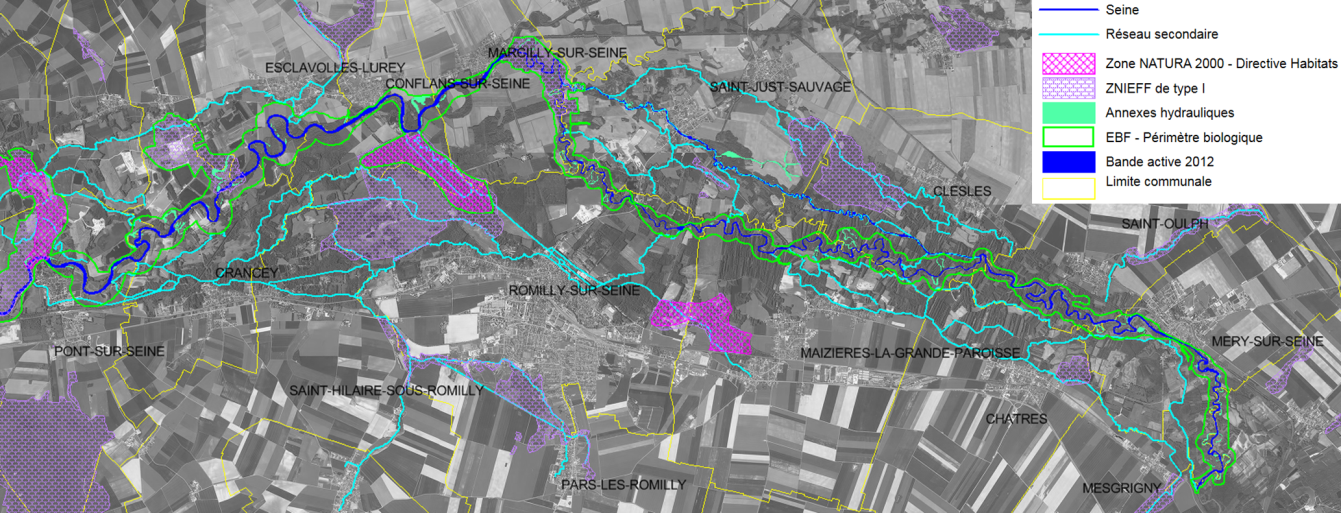 Seine
Réseau secondaire
Zone NATURA 2000 - Directive Habitats
ZNIEFF de type I
Annexes hydrauliques
EBF - Périmètre biologique
Bande active 2012
Limite communale
MARCILLY-SUR-SEINE
ESCLAVOLLES-LUREY
CONFLANS-SUR-SEINE
SAINT-JUST-SAUVAGE
CLESLES
SAINT-OULPH
CRANCEY
ROMILLY-SUR-SEINE
PONT-SUR-SEINE
MERY-SUR-SEINE
MAIZIERES-LA-GRANDE-PAROISSE
SAINT-HILAIRE-SOUS-ROMILLY
CHATRES
PARS-LES-ROMILLY
MESGRIGNY